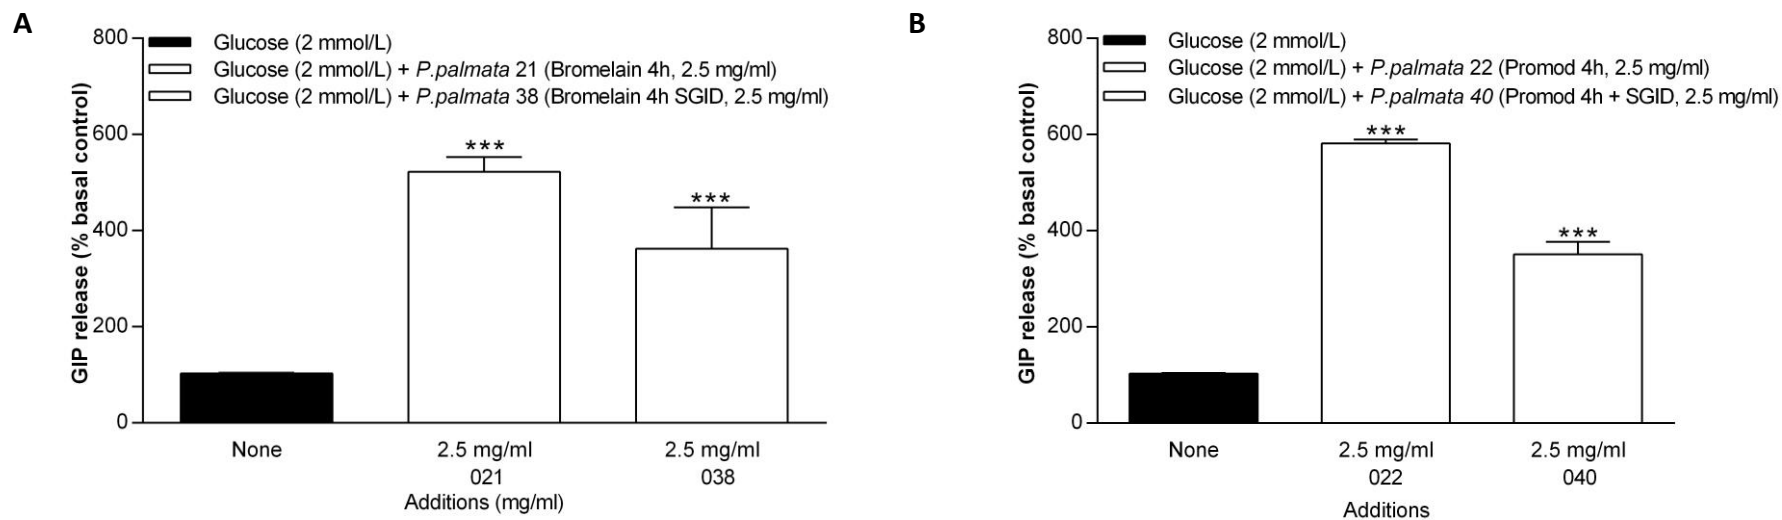 A
GIP release (% basal control)
800
600
400
200
0
Glucose (2 mmol/L)
Glucose (2 mmol/L) + P.palmata 21 (Bromelain 4h, 2.5 mg/ml)
Glucose (2 mmol/L) + P.palmata 38 (Bromelain 4h SGID, 2.5 mg/ml)
***
***
None
2.5 mg/ml
021
2.5 mg/ml
038
Additions (mg/ml)
B
GIP release (% basal control)
800
600
400
200
0
Glucose (2 mmol/L)
Glucose (2 mmol/L) + P.palmata 22 (Promod 4h, 2.5 mg/ml)
Glucose (2 mmol/L) + P.palmata 40 (Promod 4h + SGID, 2.5 mg/ml)
***
***
None
2.5 mg/ml
022
2.5 mg/ml
040
Additions